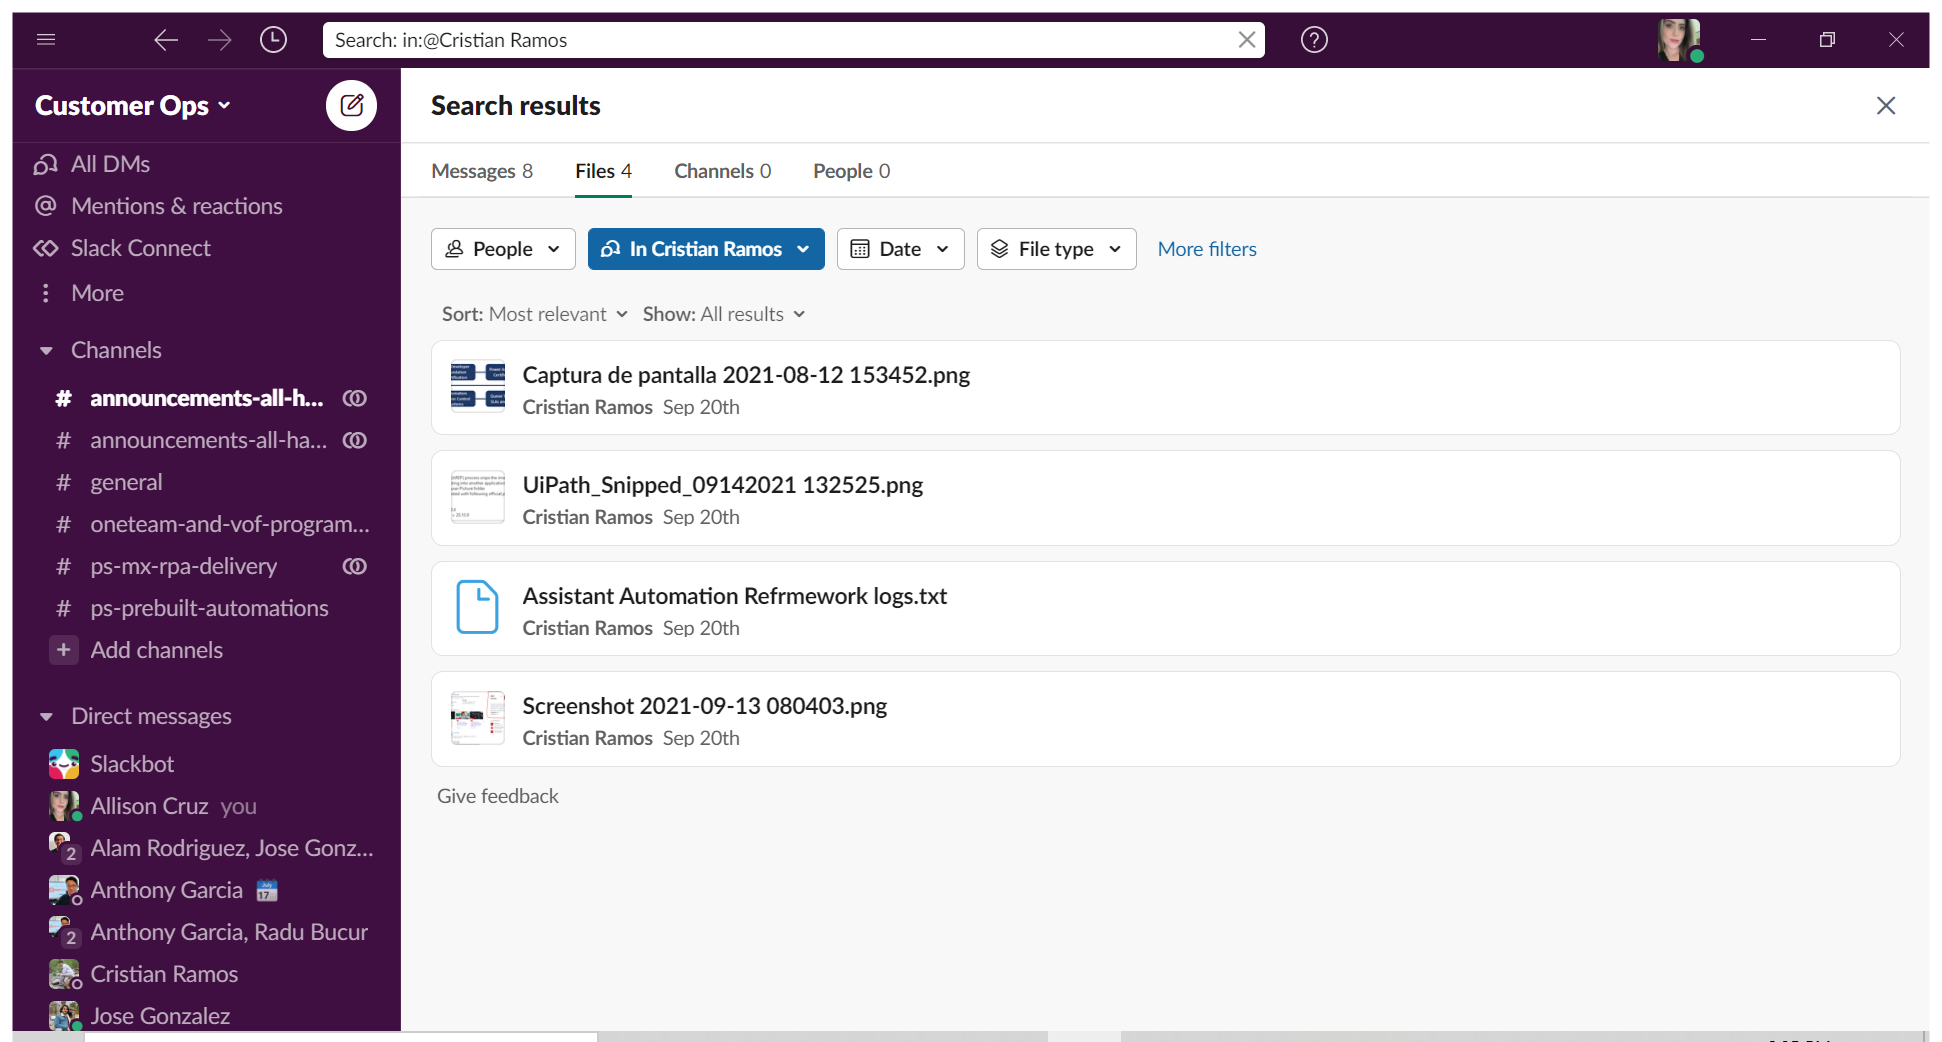 Search: in:@Cristian Ramos
Customer Ops
All DMs
Mentions & reactions
Slack Connect
More
Channels
# announcements-all-h...
# announcements-all-ha...
# general
# oneteam-and-vof-program...
# ps-mx-rpa-delivery
# ps-prebuilt-automations
+ Add channels
Direct messages
Slackbot
Allison Cruz you
2 Alam Rodriguez, Jose Gonz...
Anthony Garcia July 17
2 Anthony Garcia, Radu Bucur
Cristian Ramos
Jose Gonzalez
Search results
Messages 8 Files 4 Channels 0 People 0
People In Cristian Ramos Date File type More filters
Sort: Most relevant Show: All results
Captura de pantalla 2021-08-12 153452.png
Cristian Ramos Sep 20th
UiPath_Snipped_09142021 132525.png
Cristian Ramos Sep 20th
Assistant Automation Refrmework logs.txt
Cristian Ramos Sep 20th
Screenshot 2021-09-13 080403.png
Cristian Ramos Sep 20th
Give feedback